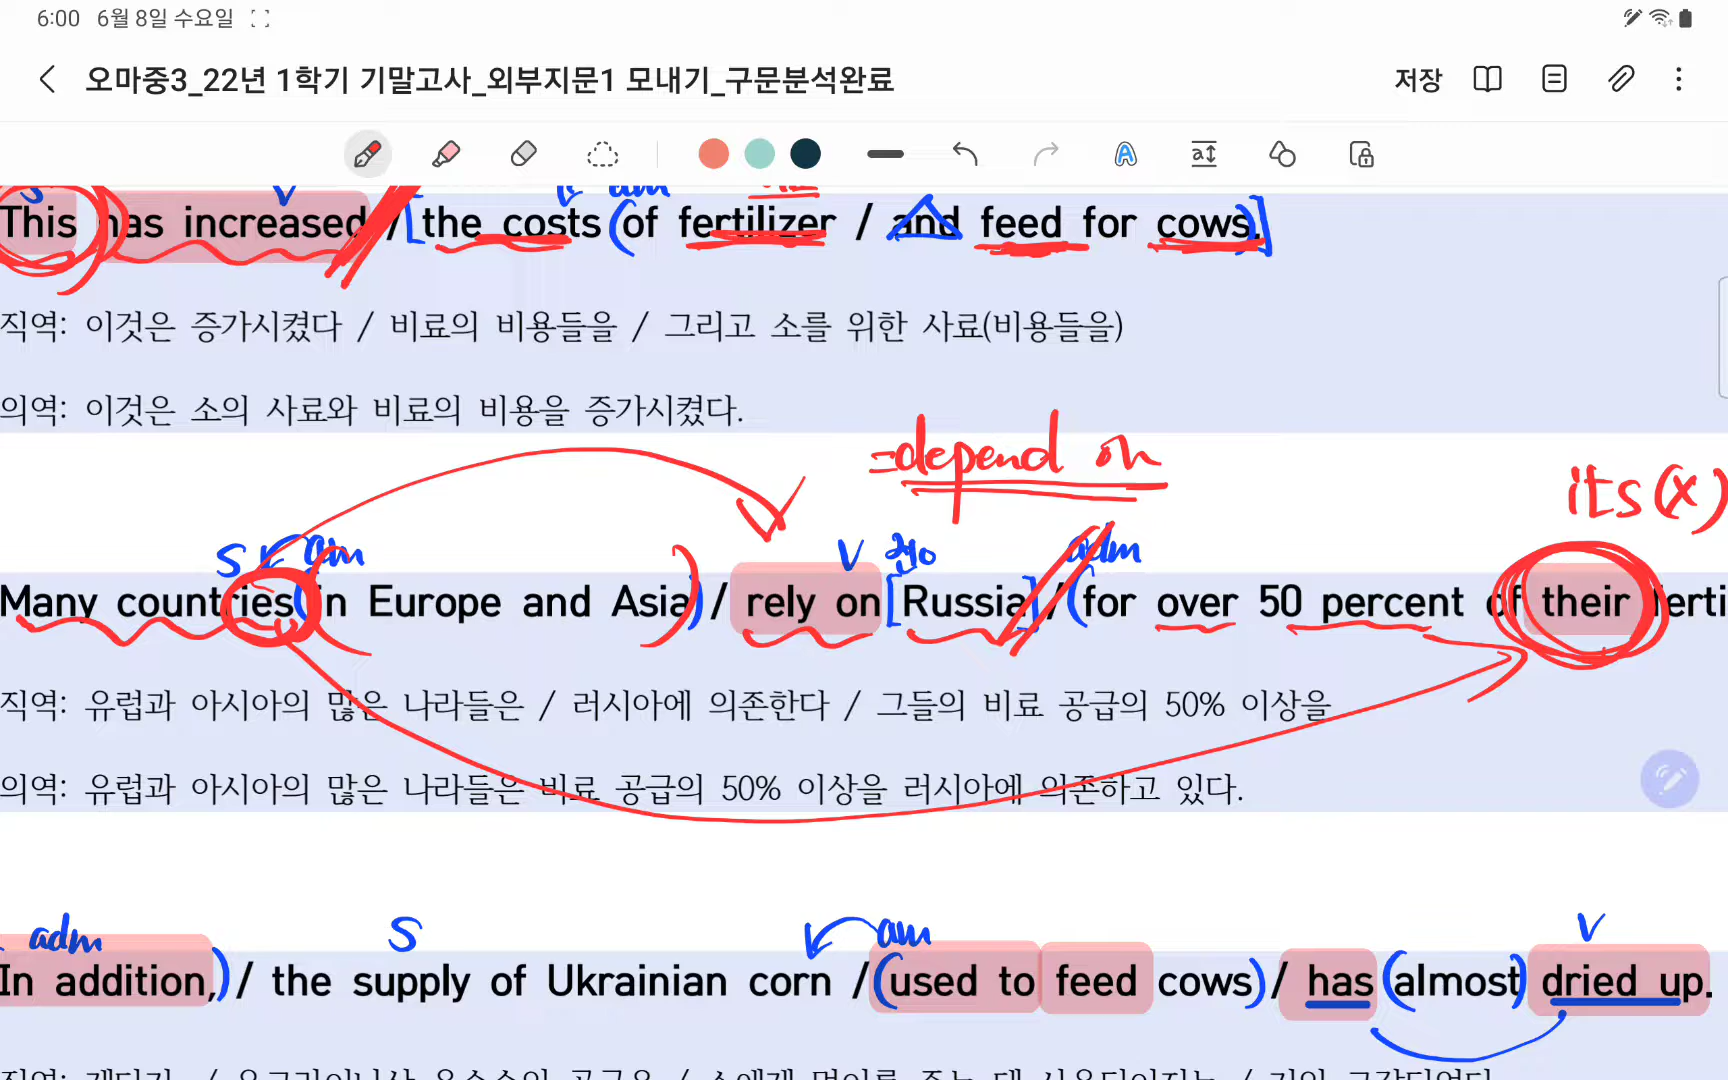 6:00 6월 8일 수요일
오마중3_22년 1학기 기말고사_외부지문1 모내기_구문분석완료
저장
S V am
This has increased / [the costs (of fertilizer / and feed for cows,)]
직역: 이것은 증가시켰다 / 비료의 비용들을 / 그리고 소를 위한 사료(비용들을)
의역: 이것은 소의 사료와 비료의 비용을 증가시켰다.
=depend on
its(x)
S am V adm
Many countries (in Europe and Asia) / rely on [Russia] / (for over 50 percent of their ferti
직역: 유럽과 아시아의 많은 나라들은 / 러시아에 의존한다 / 그들의 비료 공급의 50% 이상을
의역: 유럽과 아시아의 많은 나라들은 비료 공급의 50% 이상을 러시아에 의존하고 있다.
adm S am V
In addition,) / the supply of Ukrainian corn / (used to feed cows) / has (almost) dried up.